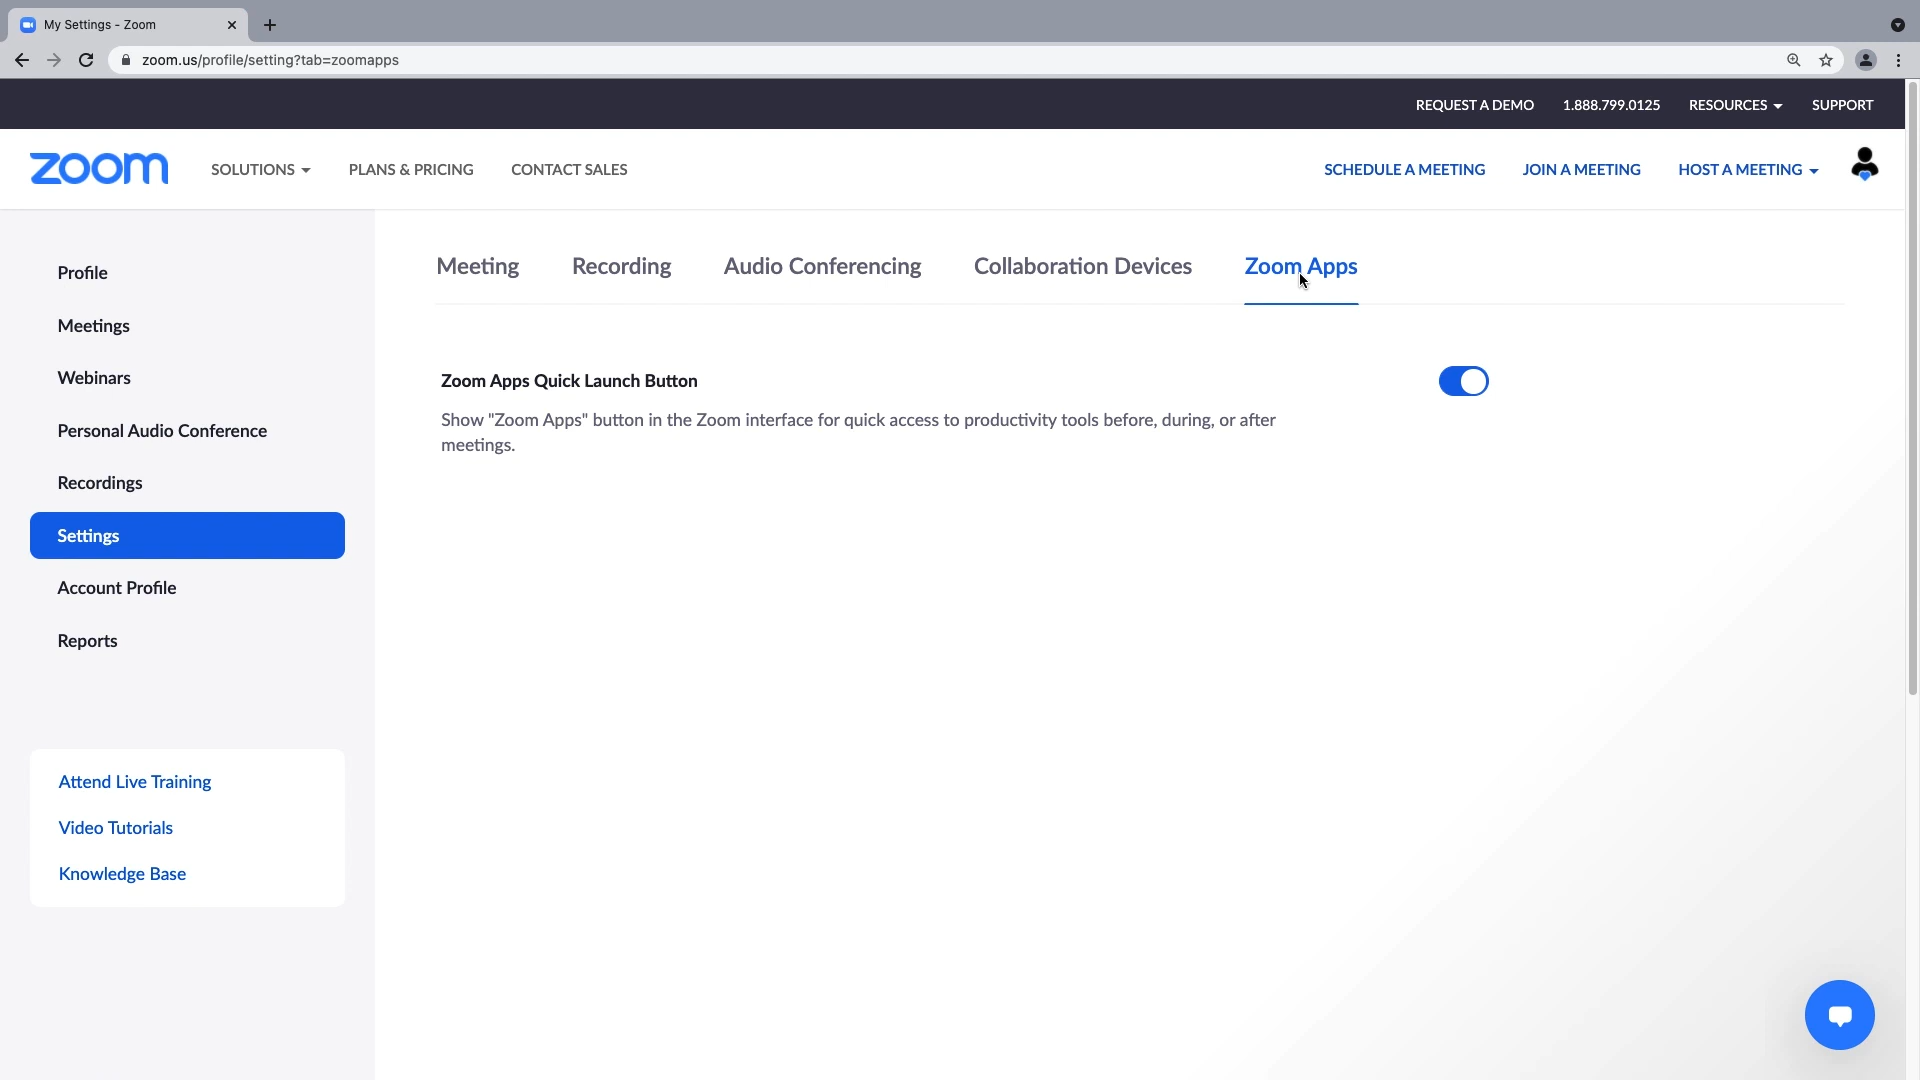 My Settings - Zoom
zoom.us/profile/setting?tab=zoomapps
REQUEST A DEMO 1.888.799.0125 RESOURCES SUPPORT
zoom SOLUTIONS PLANS & PRICING CONTACT SALES SCHEDULE A MEETING JOIN A MEETING HOST A MEETING
Profile
Meetings
Webinars
Personal Audio Conference
Recordings
Settings
Account Profile
Reports
Attend Live Training
Video Tutorials
Knowledge Base
Meeting Recording Audio Conferencing Collaboration Devices Zoom Apps
Zoom Apps Quick Launch Button
Show "Zoom Apps" button in the Zoom interface for quick access to productivity tools before, during, or after
meetings.